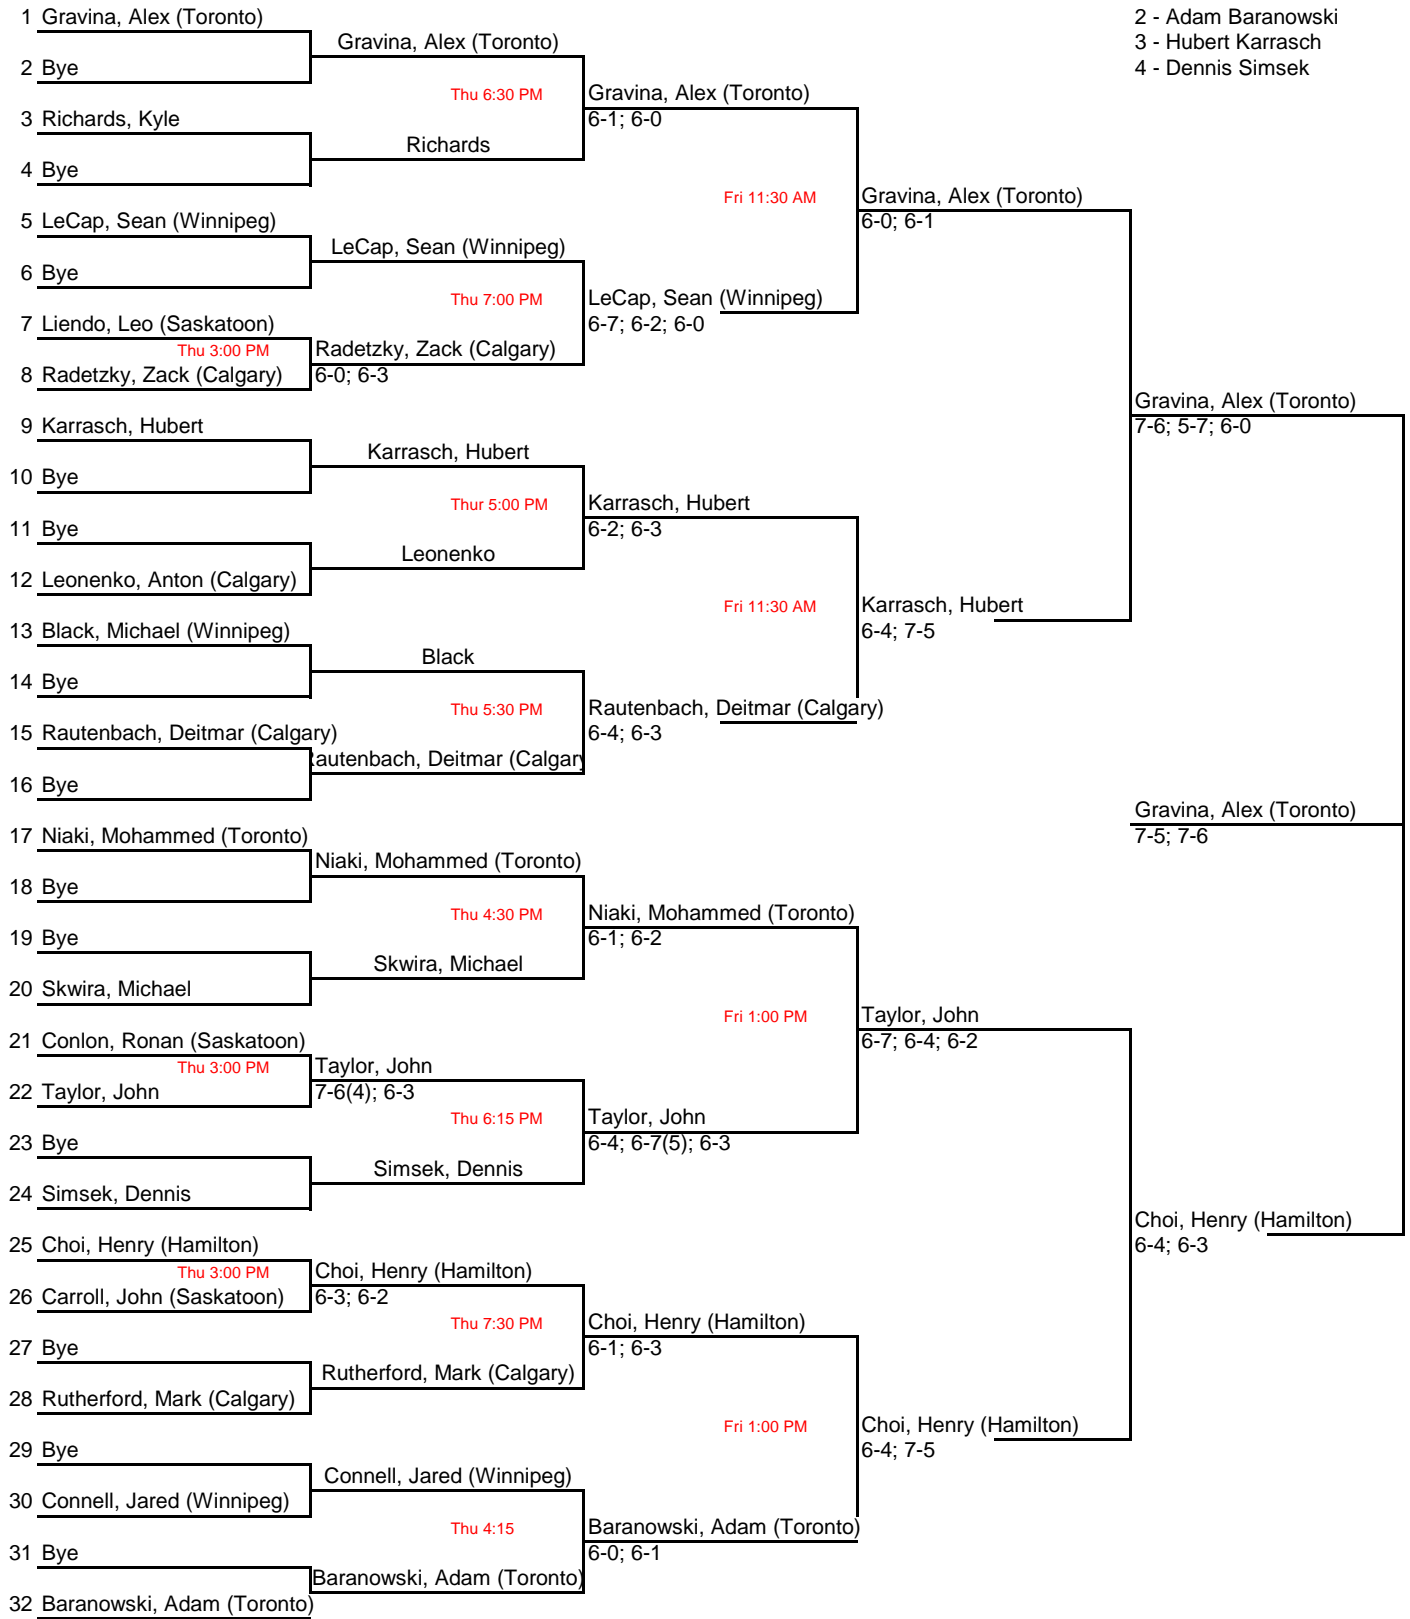 1 Gravina, Alex (Toronto)
2 Bye
3 Richards, Kyle
4 Bye
5 LeCap, Sean (Winnipeg)
6 Bye
7 Liendo, Leo (Saskatoon)
Thu 3:00 PM
8 Radetzky, Zack (Calgary)
9 Karrasch, Hubert
10 Bye
11 Bye
12 Leonenko, Anton (Calgary)
13 Black, Michael (Winnipeg)
14 Bye
15 Rautenbach, Deitmar (Calgary)
16 Bye
17 Niaki, Mohammed (Toronto)
18 Bye
19 Bye
20 Skwira, Michael
21 Conlon, Ronan (Saskatoon)
Thu 3:00 PM
22 Taylor, John
23 Bye
24 Simsek, Dennis
25 Choi, Henry (Hamilton)
Thu 3:00 PM
26 Carroll, John (Saskatoon)
27 Bye
28 Rutherford, Mark (Calgary)
29 Bye
30 Connell, Jared (Winnipeg)
31 Bye
32 Baranowski, Adam (Toronto)
Gravina, Alex (Toronto)
Thu 6:30 PM
Richards
LeCap, Sean (Winnipeg)
Thu 7:00 PM
Radetzky, Zack (Calgary)
6-0; 6-3
Karrasch, Hubert
Thur 5:00 PM
Leonenko
Black
Thu 5:30 PM
Rautenbach, Deitmar (Calgary
Niaki, Mohammed (Toronto)
Thu 4:30 PM
Skwira, Michael
Taylor, John
7-6(4); 6-3
Thu 6:15 PM
Simsek, Dennis
Choi, Henry (Hamilton)
6-3; 6-2
Thu 7:30 PM
Rutherford, Mark (Calgary)
Connell, Jared (Winnipeg)
Thu 4:15
Baranowski, Adam (Toronto)
Gravina, Alex (Toronto)
6-1; 6-0
Fri 11:30 AM
LeCap, Sean (Winnipeg)
6-7; 6-2; 6-0
Karrasch, Hubert
6-2; 6-3
Fri 11:30 AM
Rautenbach, Deitmar (Calgary)
6-4; 6-3
Niaki, Mohammed (Toronto)
6-1; 6-2
Fri 1:00 PM
Taylor, John
6-4; 6-7(5); 6-3
Choi, Henry (Hamilton)
6-1; 6-3
Fri 1:00 PM
Baranowski, Adam (Toronto)
6-0; 6-1
Gravina, Alex (Toronto)
6-0; 6-1
Karrasch, Hubert
6-4; 7-5
Taylor, John
6-7; 6-4; 6-2
Choi, Henry (Hamilton)
6-4; 7-5
2 - Adam Baranowski
3 - Hubert Karrasch
4 - Dennis Simsek
Gravina, Alex (Toronto)
7-6; 5-7; 6-0
Gravina, Alex (Toronto)
7-5; 7-6
Choi, Henry (Hamilton)
6-4; 6-3